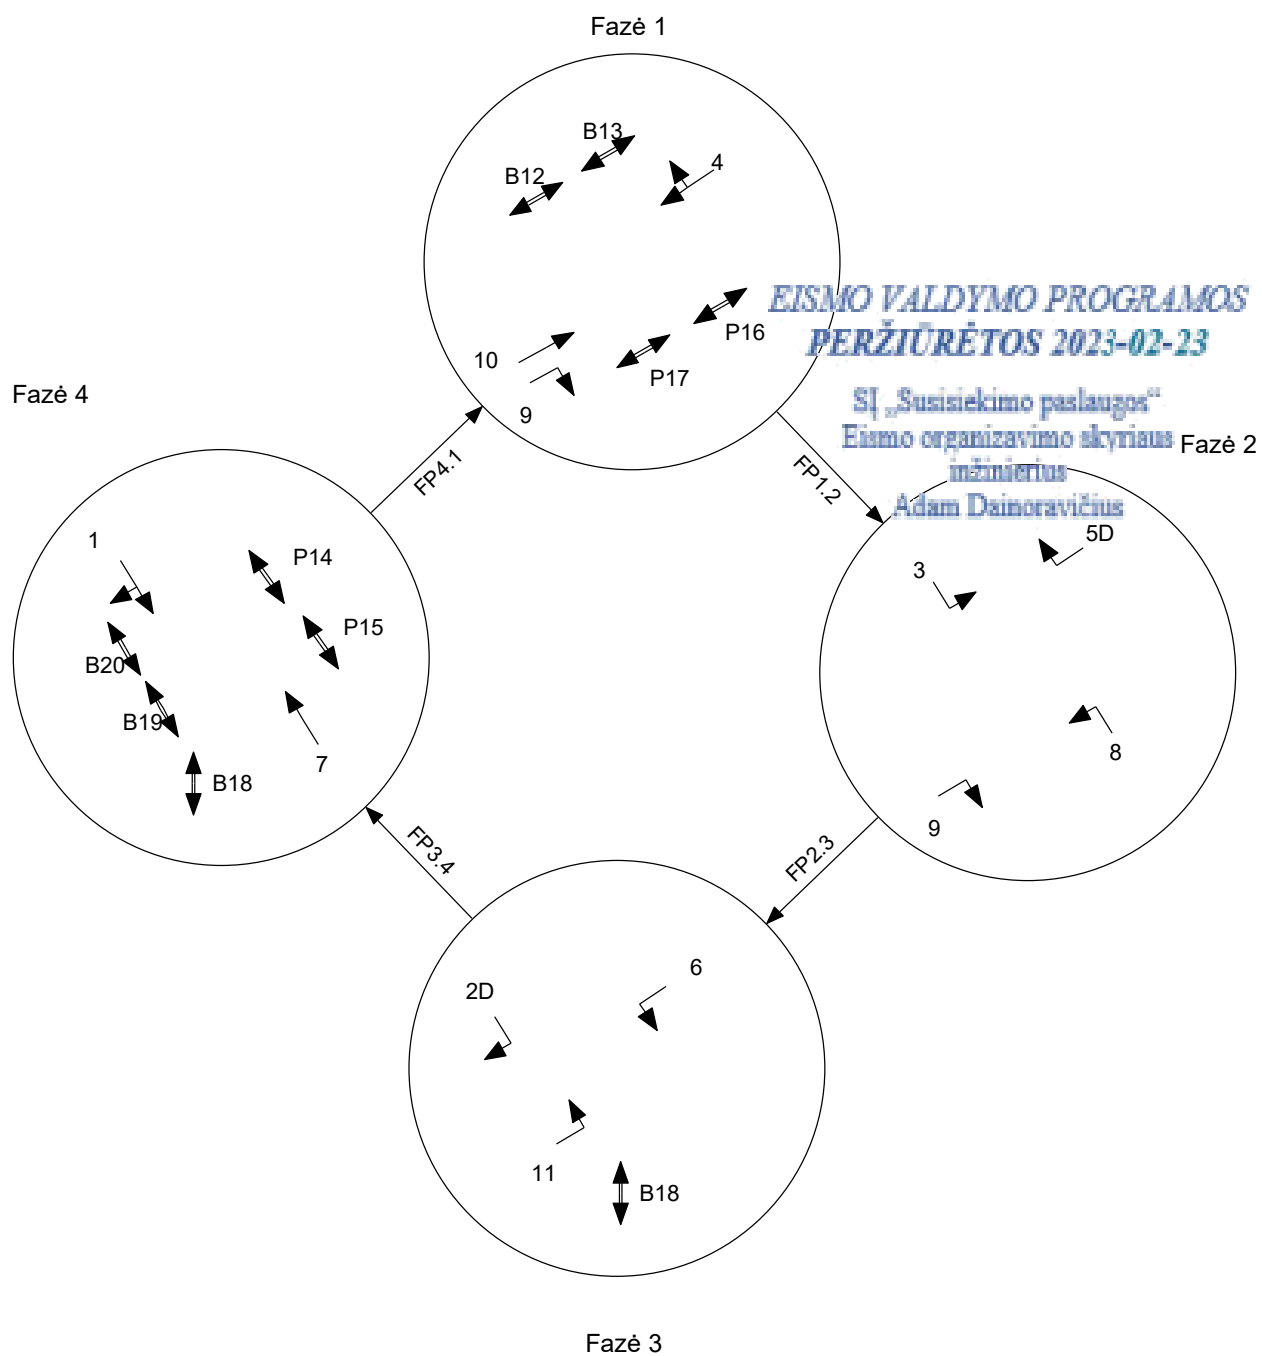 Fazė 1
B13
B12
4
P16
10
P17
9
EISMO VALDYMO PROGRAMOS
PERŽIŪRĖTOS 2023-02-23
SĮ „Susisiekimo paslaugos“
Eismo organizavimo skyriaus
inžinierius
Adam Dainoravičius
Fazė 4
FP4.1
FP1.2
Fazė 2
1
P14
P15
B20
B19
7
B18
5D
3
8
9
FP3.4
FP2.3
6
2D
11
B18
Fazė 3